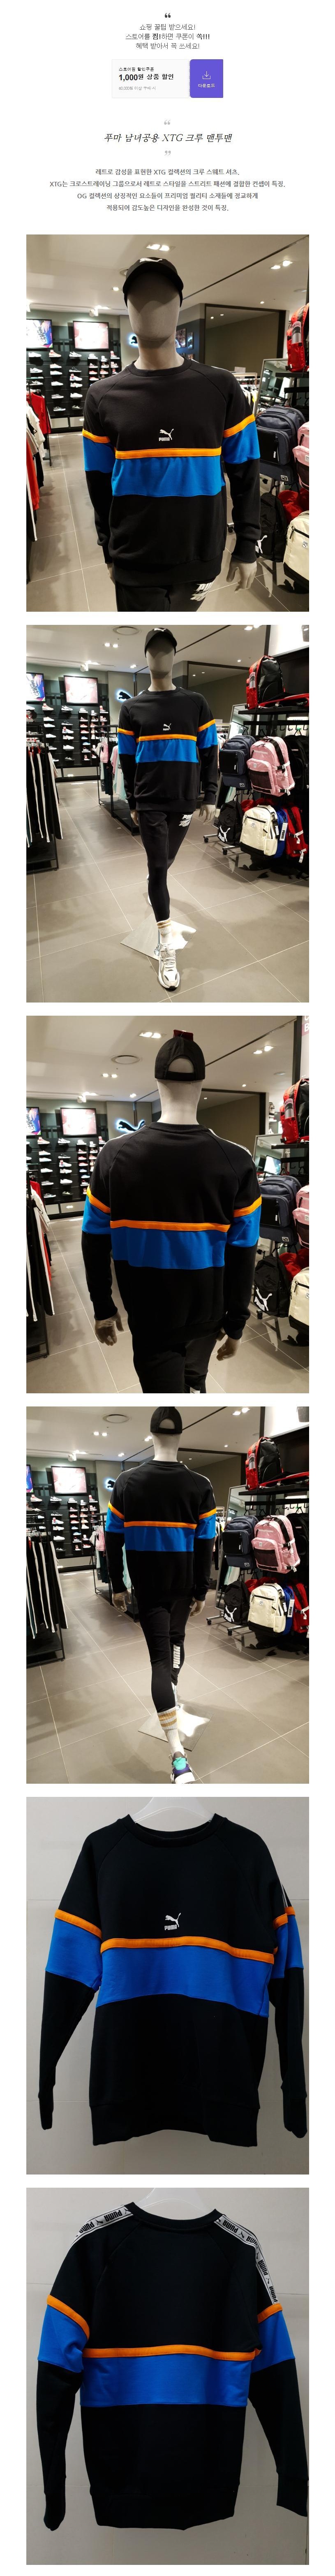 쇼핑 꿀팁 받으세요!
스토어를 찜!하면 쿠폰이 쏙!!!
혜택 받아서 꼭 쓰세요!
스토어찜 할인쿠폰
1,000원 상품 할인
다운로드
푸마 남녀공용 XTG 크루 맨투맨
레트로 감성을 표현한 XTG 컬렉션의 크루 스웨트 셔츠.
XTG는 크로스트레이닝 그룹으로서 레트로 스타일을 스트리트 패션에 결합한 컨셉이 특징.
OG 컬렉션의 상징적인 요소들이 프리미엄 퀄리티 소재들에 정교하게
적용되어 감도높은 디자인을 완성한 것이 특징.
PUMA
PUMA
PUMA
PUMA
PUMA